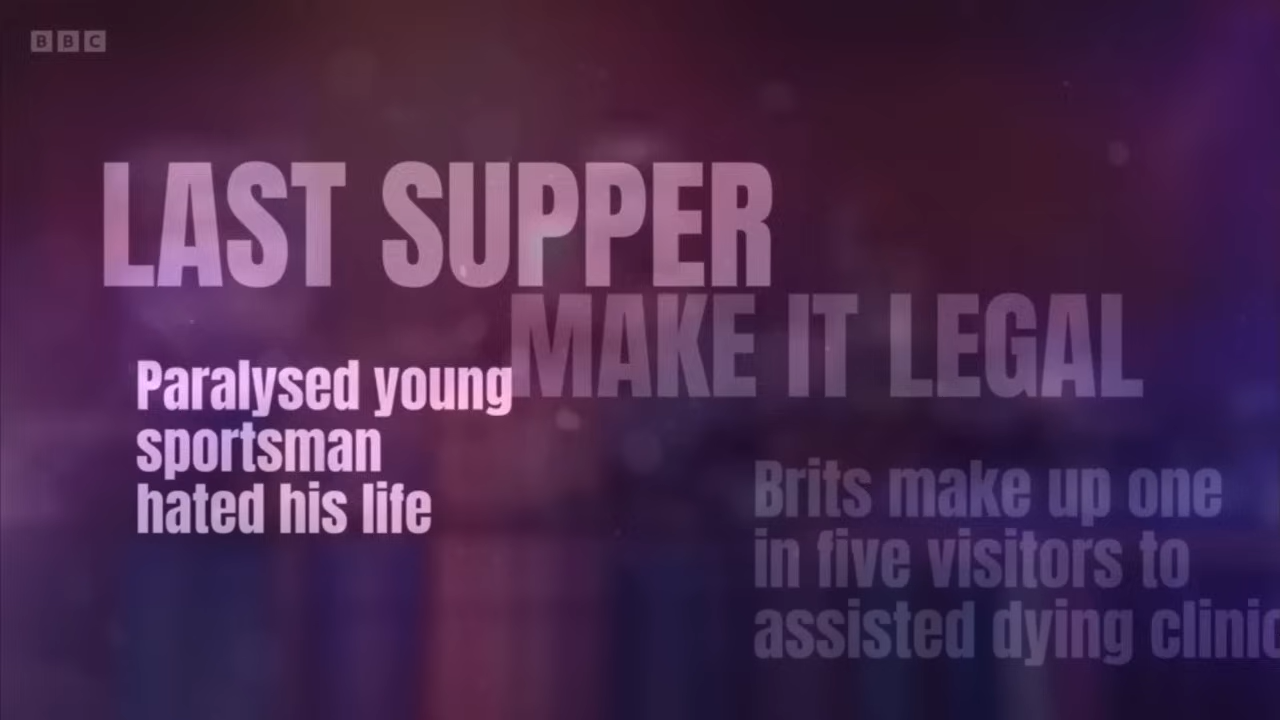 BBC
LAST SUPPER
MAKE IT LEGAL
Paralysed young
sportsman
hated his life
Brits make up one
in five visitors to
assisted dying clinic